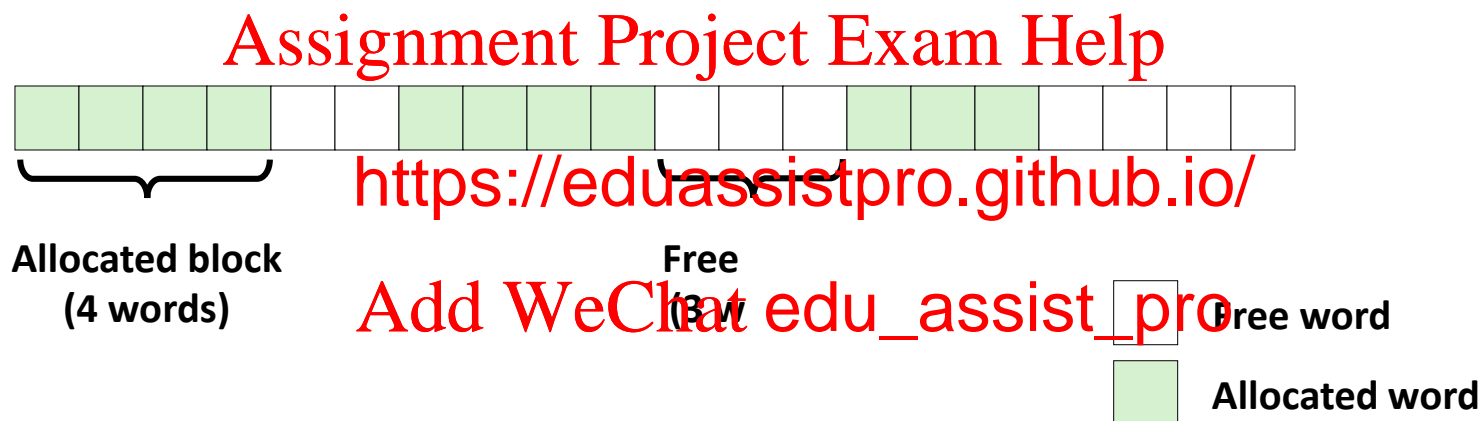 Assignment Project Exam Help
https://eduassistpro.github.io/
Allocated block
(4 words)
Free
(3 w
Add WeChat edu_assist_pro
Free word
Allocated word